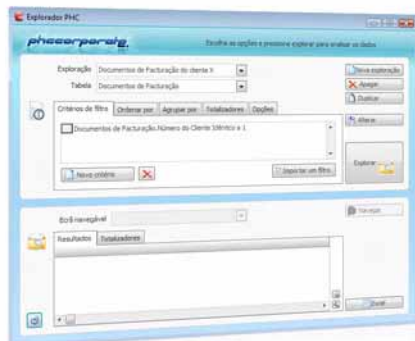 Explorador PHC
phccorporate.
Escolha as opções e pressione explorar para analisar os dados
Exploração Documentos de Facturação do cliente X
Tabela Documentos de Facturação
Nova exploração
Apagar
Duplicar
Alterar
Critérios de filtro Ordenar por Agrupar por Totalizadores Opções
Documentos de Facturação.Número do Cliente Idêntico a 1
Novo critério
Importar um filtro
Explorar
Ecrã navegável
Navegar
Resultados Totalizadores